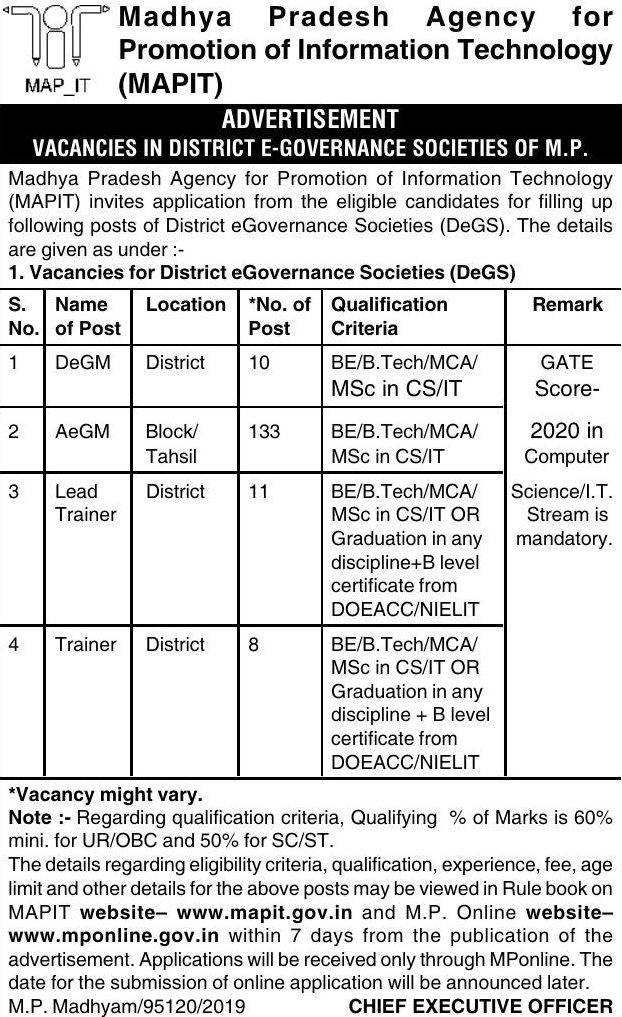 MAP_IT
Madhya Pradesh Agency for
Promotion of Information Technology
(MAPIT)
ADVERTISEMENT
VACANCIES IN DISTRICT E-GOVERNANCE SOCIETIES OF M.P.
Madhya Pradesh Agency for Promotion of Information Technology
(MAPIT) invites application from the eligible candidates for filling up
following posts of District eGovernance Societies (DeGS). The details
are given as under :-
1. Vacancies for District eGovernance Societies (DeGS)
S. Name Location *No. of Qualification Remark
No. of Post Post Criteria
1 DeGM District 10 BE/B.Tech/MCA/ GATE
MSc in CS/IT Score-
2 AeGM Block/ 133 BE/B.Tech/MCA/ 2020 in
Tahsil MSc in CS/IT Computer
3 Lead District 11 BE/B.Tech/MCA/ Science/I.T.
Trainer MSc in CS/IT OR Stream is
Graduation in any mandatory.
discipline+B level
certificate from
DOEACC/NIELIT
4 Trainer District 8 BE/B.Tech/MCA/
MSc in CS/IT OR
Graduation in any
discipline + B level
certificate from
DOEACC/NIELIT
*Vacancy might vary.
Note :- Regarding qualification criteria, Qualifying % of Marks is 60%
mini. for UR/OBC and 50% for SC/ST.
The details regarding eligibility criteria, qualification, experience, fee, age
limit and other details for the above posts may be viewed in Rule book on
MAPIT website– www.mapit.gov.in and M.P. Online website–
www.mponline.gov.in within 7 days from the publication of the
advertisement. Applications will be received only through MPonline. The
date for the submission of online application will be announced later.
M.P. Madhyam/95120/2019 CHIEF EXECUTIVE OFFICER